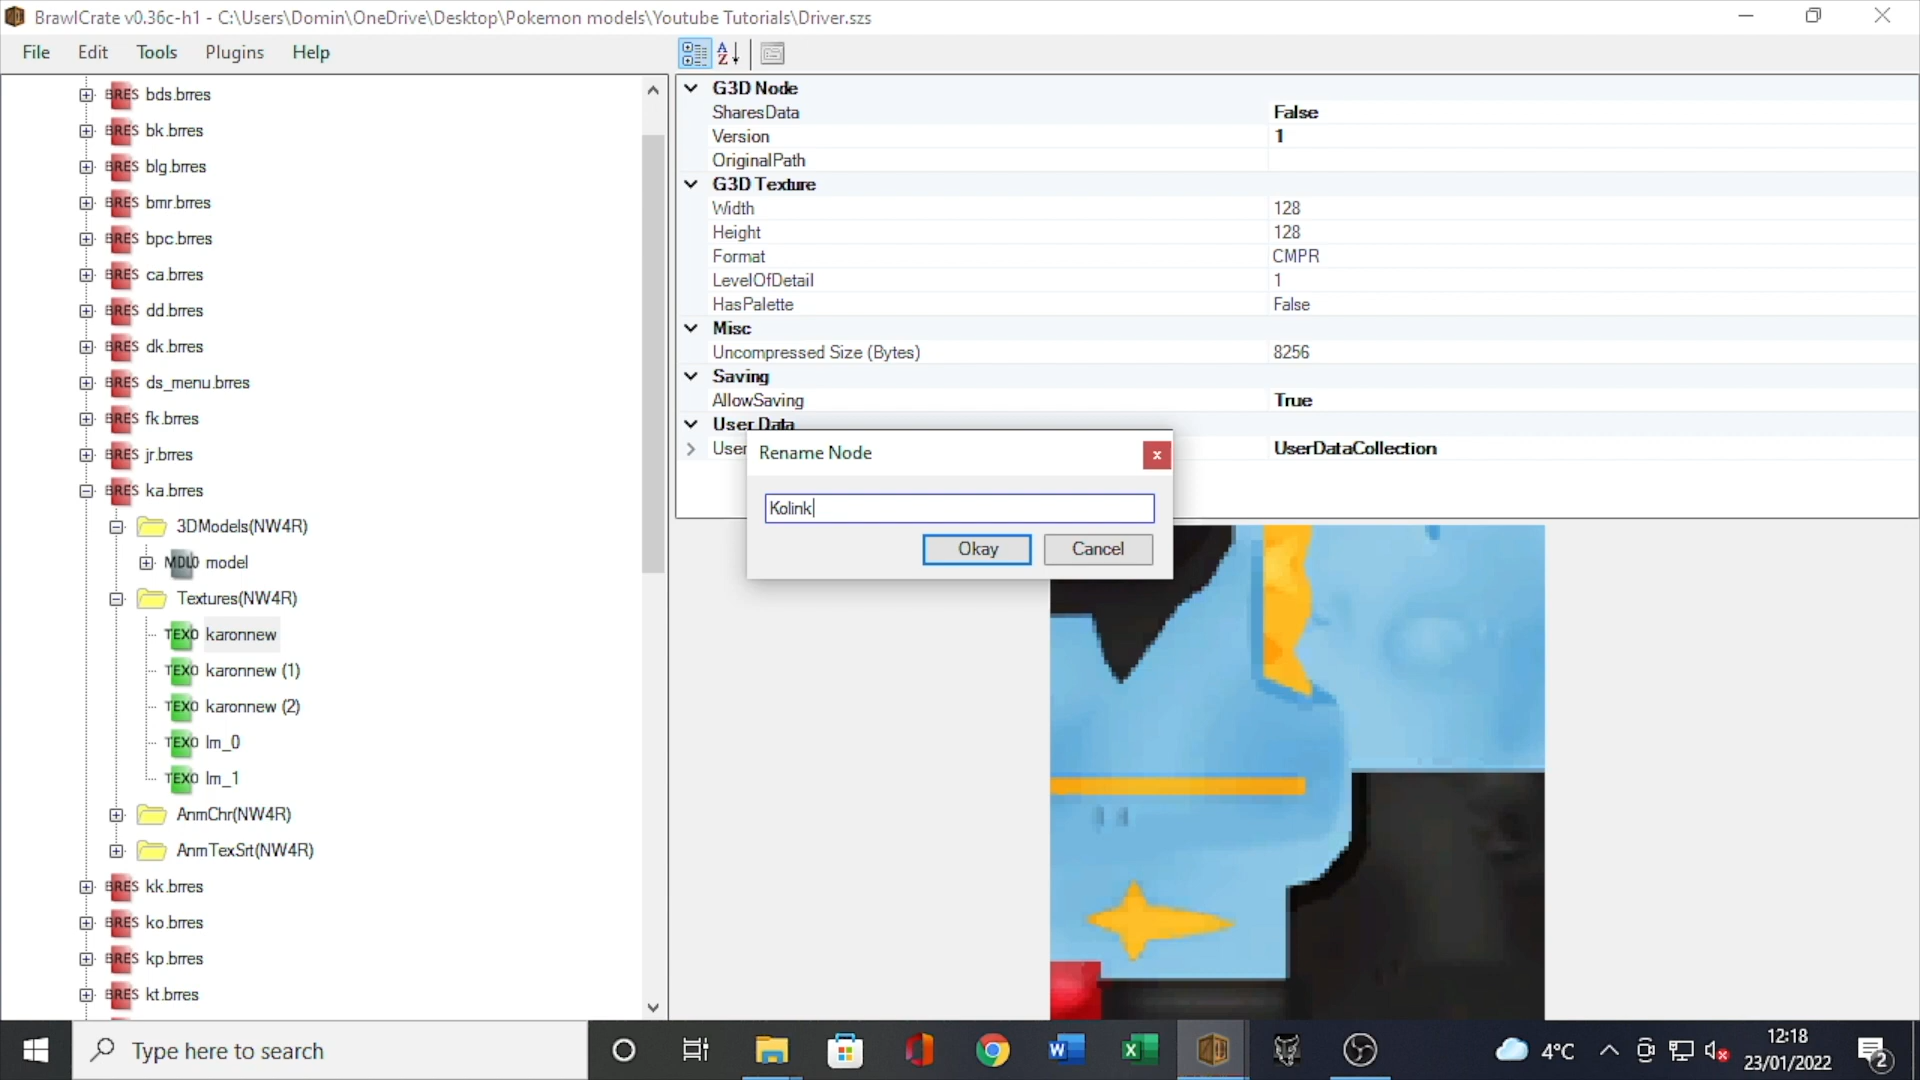 BrawlCrate v0.36c-h1 - C:\Users\Domin\OneDrive\Desktop\Pokemon models\Youtube Tutorials\Driver.szs
File Edit Tools Plugins Help
BRES bds.brres
BRES bk.brres
BRES blg.brres
BRES bmr.brres
BRES bpc.brres
BRES ca.brres
BRES dd.brres
BRES dk.brres
BRES ds_menu.brres
BRES fk.brres
BRES jr.brres
BRES ka.brres
3DModels(NW4R)
MDL0 model
Textures(NW4R)
TEX0 karonnew
TEX0 karonnew (1)
TEX0 karonnew (2)
TEX0 lm_0
TEX0 lm_1
AnmChr(NW4R)
AnmTexSrt(NW4R)
BRES kk.brres
BRES ko.brres
BRES kp.brres
BRES kt.brres
G3D Node
SharesData False
Version 1
OriginalPath
G3D Texture
Width 128
Height 128
Format CMPR
LevelOfDetail 1
HasPalette False
Misc
Uncompressed Size (Bytes) 8256
Saving
AllowSaving True
User Data
User UserDataCollection
Rename Node
x
Kolink
Okay Cancel
Type here to search
4°C
12:18
23/01/2022
2